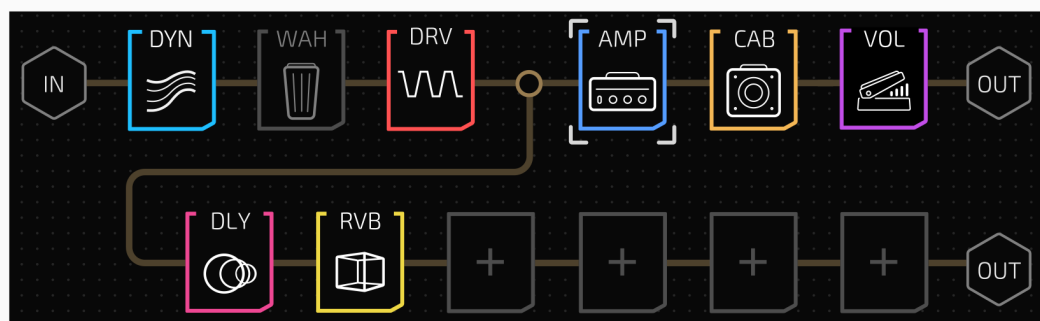 IN
DYN
WAH
DRV
AMP
CAB
VOL
OUT
DLY
RVB
+
+
+
+
OUT